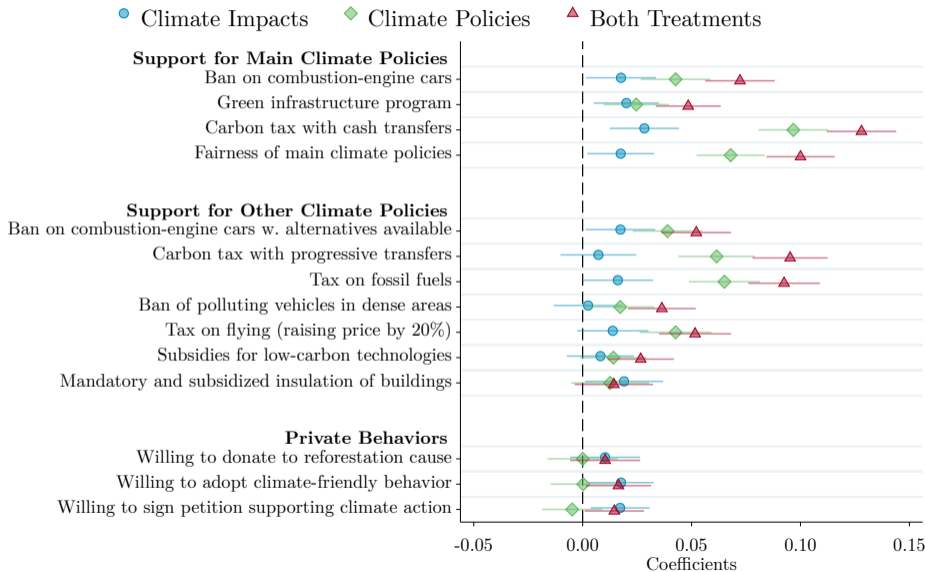 Climate Impacts Climate Policies Both Treatments
Support for Main Climate Policies
Ban on combustion-engine cars
Green infrastructure program
Carbon tax with cash transfers
Fairness of main climate policies
Support for Other Climate Policies
Ban on combustion-engine cars w. alternatives available
Carbon tax with progressive transfers
Tax on fossil fuels
Ban of polluting vehicles in dense areas
Tax on flying (raising price by 20%)
Subsidies for low-carbon technologies
Mandatory and subsidized insulation of buildings
Private Behaviors
Willing to donate to reforestation cause
Willing to adopt climate-friendly behavior
Willing to sign petition supporting climate action
-0.05 0.00 0.05 0.10 0.15
Coefficients